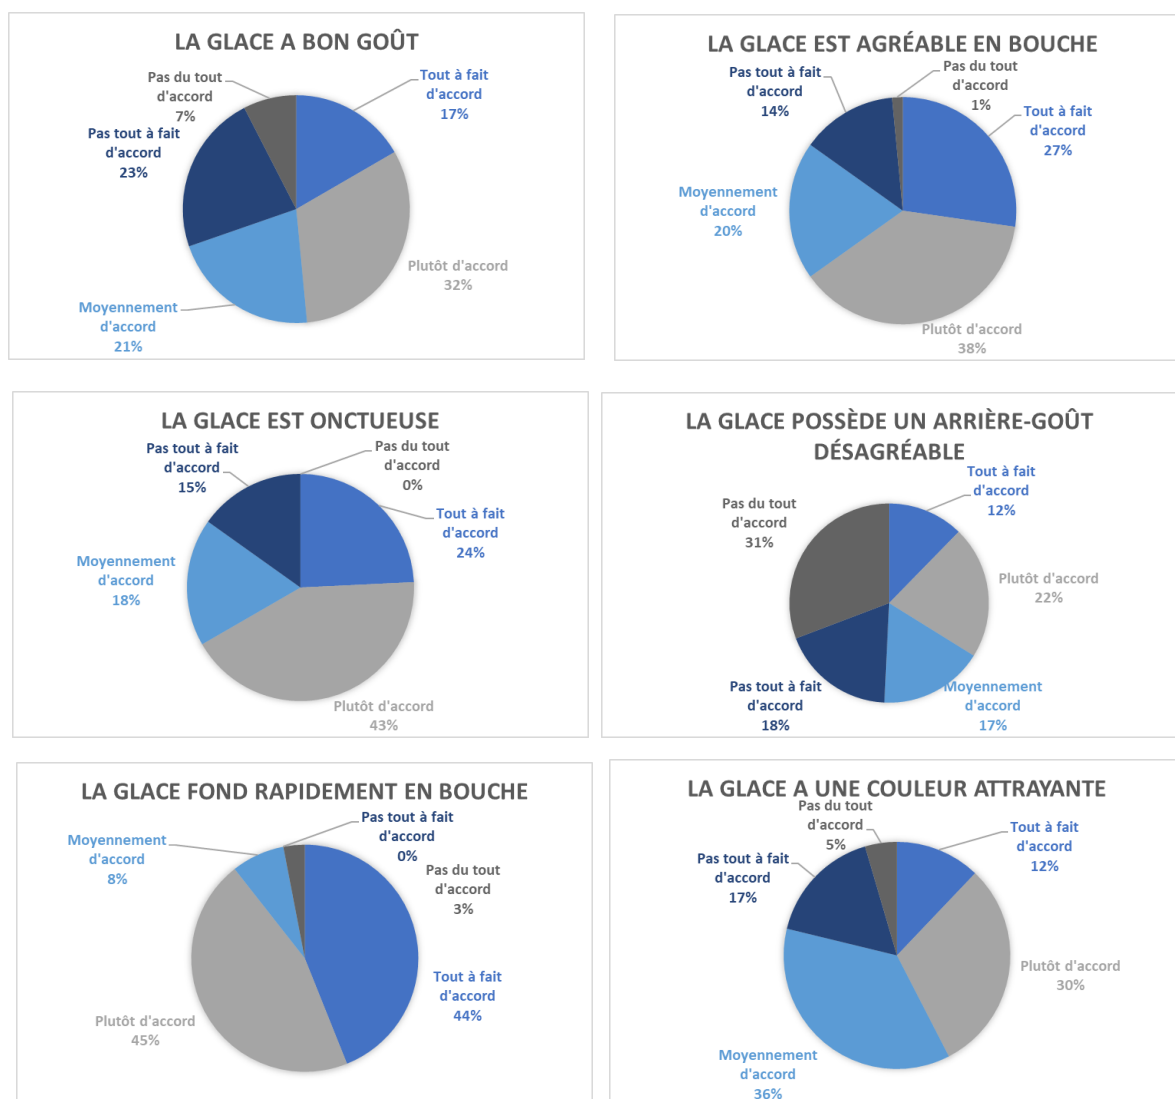 LA GLACE A BON GOÛT
Pas du tout
d'accord
7%
Tout à fait
d'accord
17%
Pas tout à fait
d'accord
23%
Plutôt d'accord
32%
Moyennement
d'accord
21%
LA GLACE EST AGRÉABLE EN BOUCHE
Pas tout à fait
d'accord
14%
Pas du tout
d'accord
1%
Tout à fait
d'accord
27%
Moyennement
d'accord
20%
Plutôt d'accord
38%
LA GLACE EST ONCTUEUSE
Pas tout à fait
d'accord
15%
Pas du tout
d'accord
0%
Tout à fait
d'accord
24%
Moyennement
d'accord
18%
Plutôt d'accord
43%
LA GLACE POSSÈDE UN ARRIÈRE-GOÛT
DÉSAGRÉABLE
Tout à fait
d'accord
12%
Pas du tout
d'accord
31%
Plutôt d'accord
22%
Pas tout à fait
d'accord
18%
Moyennement
d'accord
17%
LA GLACE FOND RAPIDEMENT EN BOUCHE
Pas tout à fait
d'accord
0%
Moyennement
d'accord
8%
Pas du tout
d'accord
3%
Tout à fait
d'accord
44%
Plutôt d'accord
45%
LA GLACE A UNE COULEUR ATTRAYANTE
Pas du tout
d'accord
5%
Tout à fait
d'accord
12%
Pas tout à fait
d'accord
17%
Plutôt d'accord
30%
Moyennement
d'accord
36%